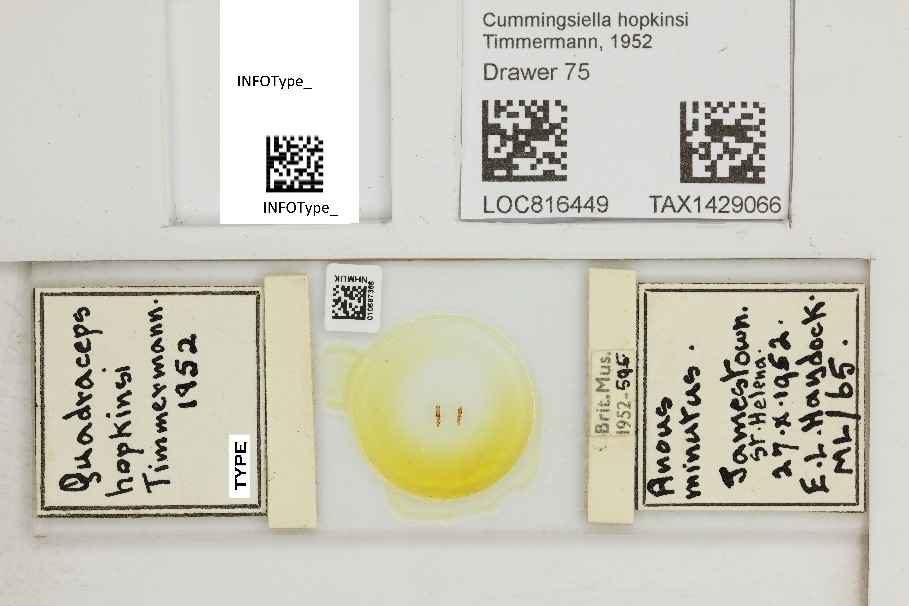 INFOType_
INFOType_
Cummingsiella hopkinsi
Timmermann, 1952
Drawer 75
LOC816449
TAX1429066
Quadraceps
hopkinsi
Timmermann.
1952
TYPE
NHMUK
010687366
Brit.Mus.
1952-595
Anous
minutus.
Jamestown.
St Helena.
27.X.1952.
E.L.Haydock.
ML/65.